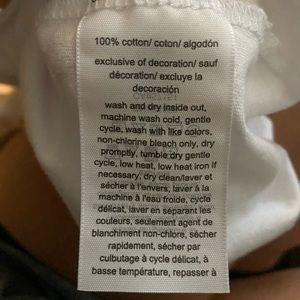 100% cotton/ coton/ algodón
exclusive of decoration/ sauf
décoration/ excluye la
decoración
wash and dry inside out,
machine wash cold, gentle
cycle, wash with like colors,
non-chlorine bleach only, dry
promptly, tumble dry gentle
cycle, low heat, low heat iron if
necessary, dry clean/laver et
sécher à l'envers, laver à la
machine à l'eau froide, cycle
délicat, laver en séparant les
couleurs, seulement agent de
blanchiment non-chlore, sécher
rapidement, sécher par
culbutage à cycle délicat, à
basse température, repasser à